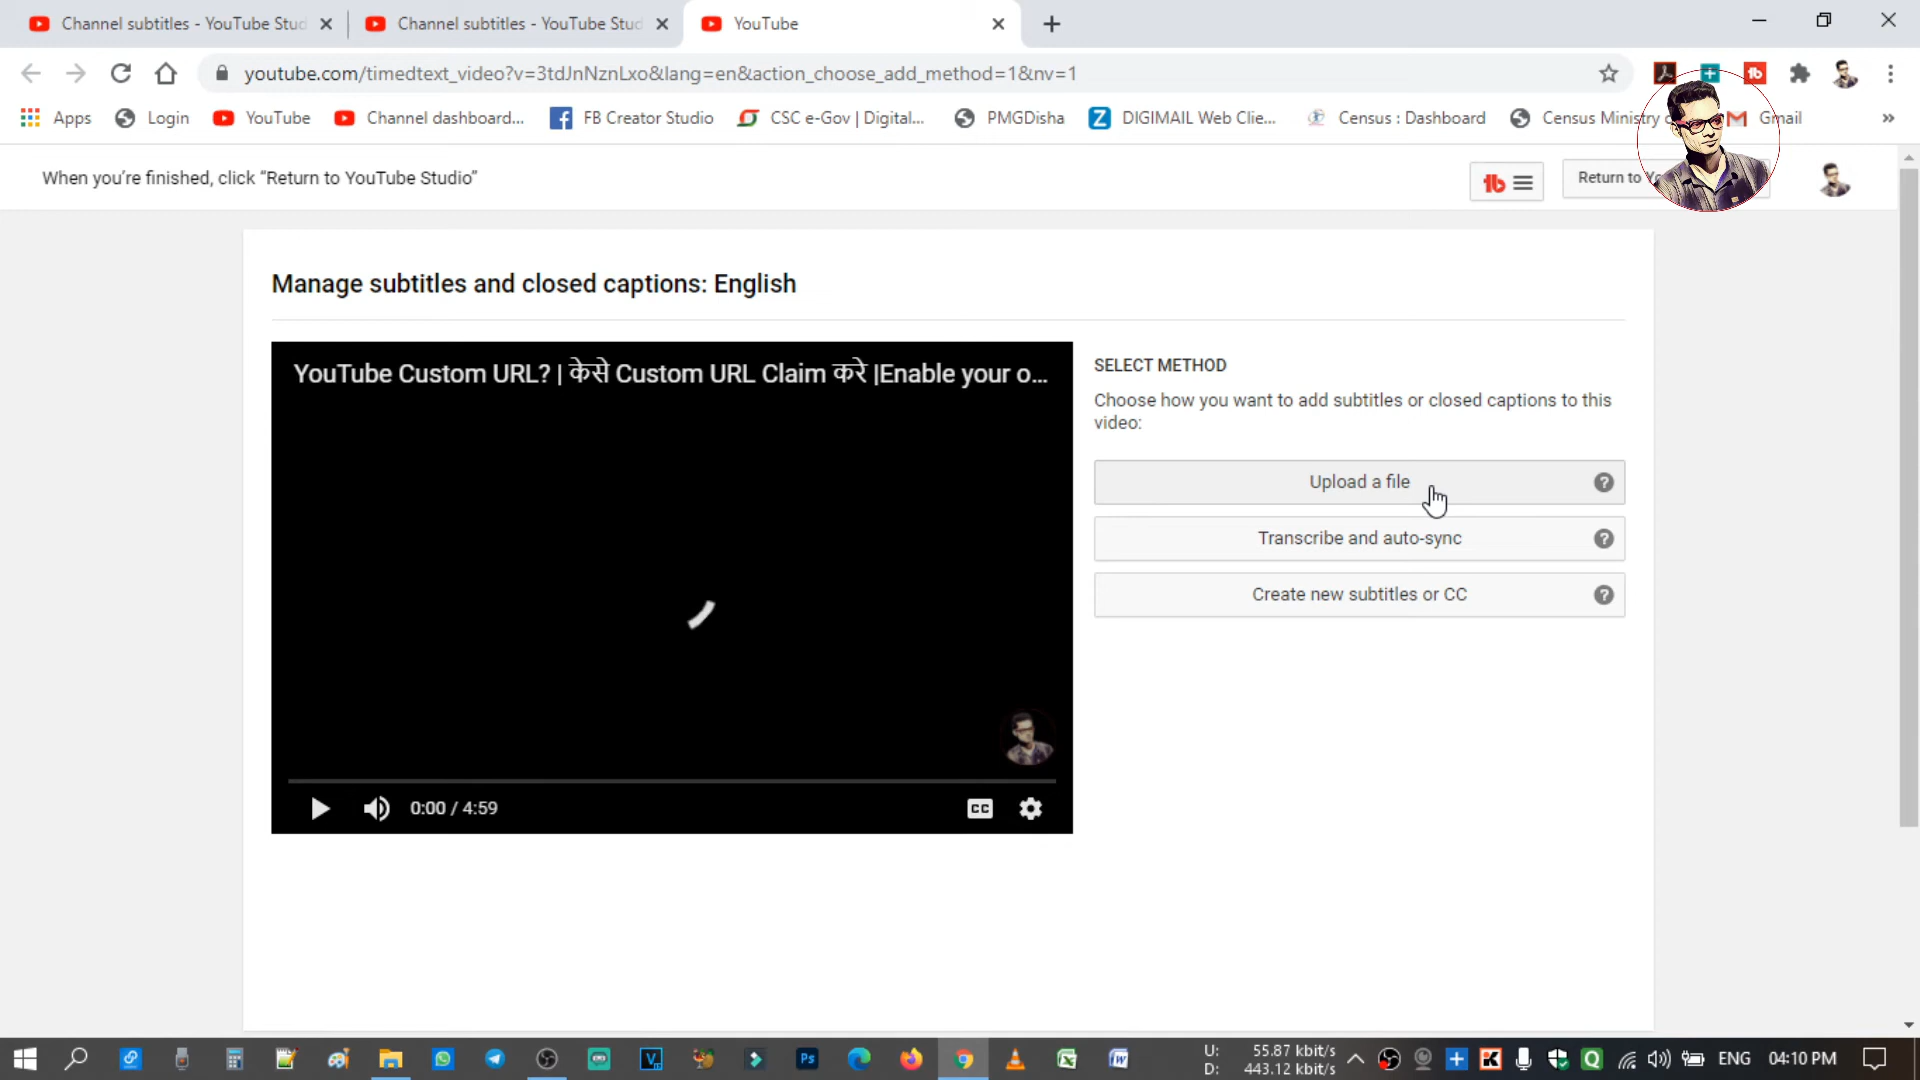 Channel subtitles - YouTube Stud
Channel subtitles - YouTube Stud
YouTube
youtube.com/timedtext_video?v=3tdJnNznLxo&lang=en&action_choose_add_method=1&nv=1
Apps
Login
YouTube
Channel dashboard...
FB Creator Studio
CSC e-Gov | Digital...
PMGDisha
Z
DIGIMAIL Web Clie...
Census : Dashboard
Census Ministry
Gmail
»
When you’re finished, click “Return to YouTube Studio”
Return to
Manage subtitles and closed captions: English
YouTube Custom URL? | केसे Custom URL Claim करे |Enable your o...
SELECT METHOD
Choose how you want to add subtitles or closed captions to this
video:
Upload a file
?
Transcribe and auto-sync
?
Create new subtitles or CC
?
0:00 / 4:59
CC
Ps
U: 55.87 kbit/s
D: 443.12 kbit/s
ENG
04:10 PM